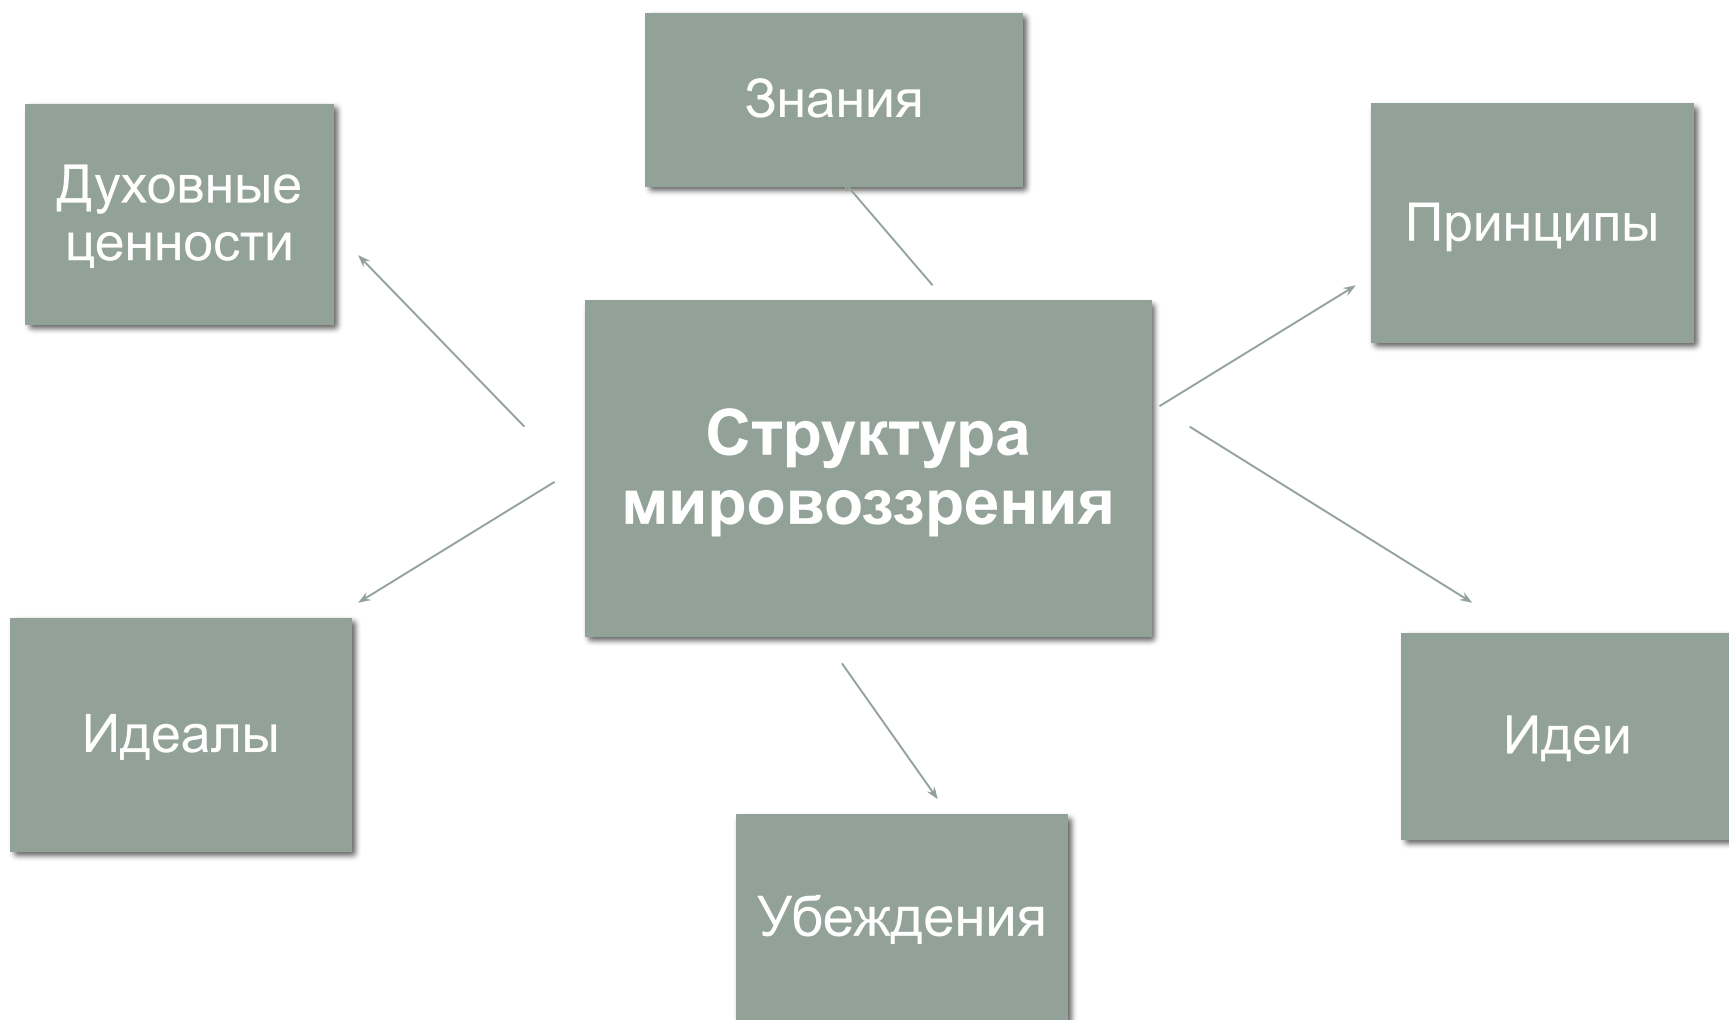 Знания
Духовные
ценности
Принципы
Структура
мировоззрения
Идеалы
Идеи
Убеждения